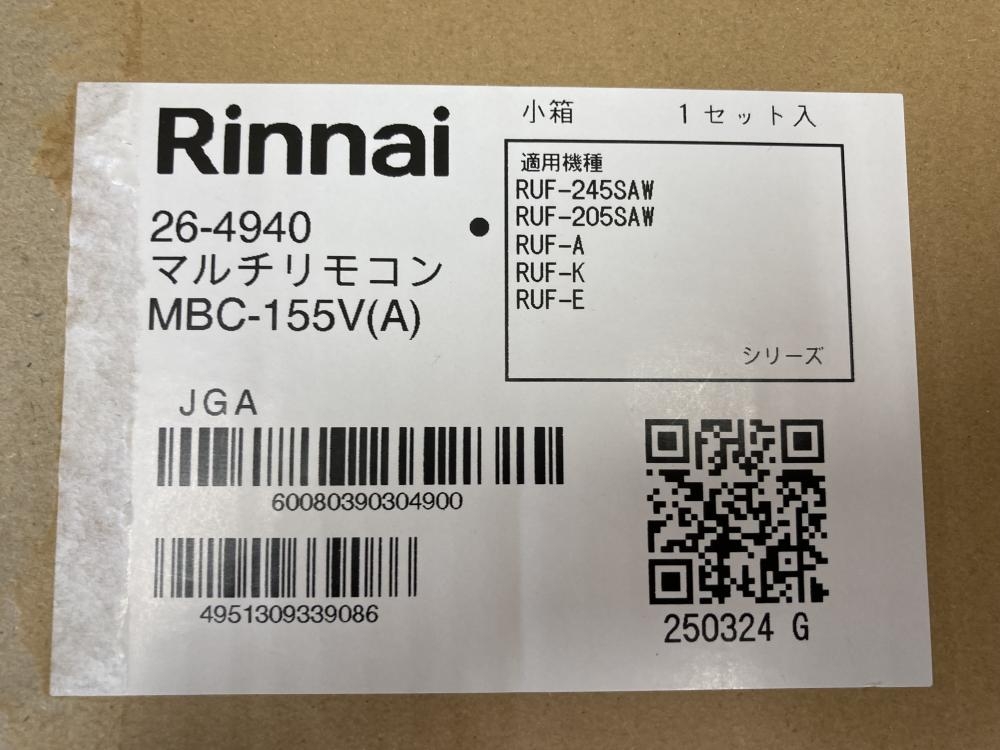 Rinnai
26-4940
マルチリモコン
MBC-155V(A)
小箱 1セット入
適用機種
RUF-245SAW
RUF-205SAW
RUF-A
RUF-K
RUF-E
シリーズ
JGA
60080390304900
4951309339086
250324 G